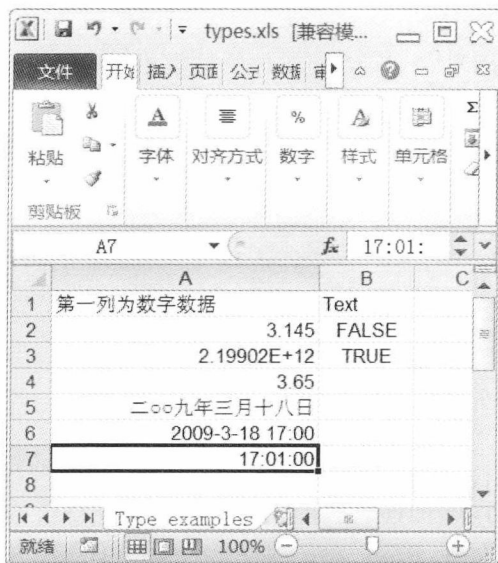 types.xls [兼容模...
文件 开始 插入 页面 公式 数据 审
粘贴 字体 对齐方式 数字 样式 单元格
剪贴板
A7 fx 17:01:
A B C
1 第一列为数字数据 Text
2 3.145 FALSE
3 2.19902E+12 TRUE
4 3.65
5 二○○九年三月十八日
6 2009-3-18 17:00
7 17:01:00
8
Type examples
就绪 100%